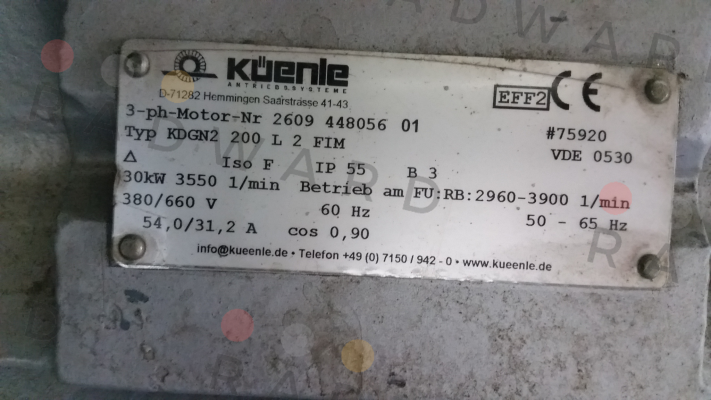 KÜENLE
ANTRIEBSSYSTEME
D-71282 Hemmingen Saarstrasse 41-43
EFF2 CE
3-ph-Motor-Nr 2609 448056 01 #75920
Typ KDGN2 200 L 2 FIM VDE 0530
Δ Iso F IP 55 B 3
30kW 3550 1/min Betrieb am FU:RB:2960-3900 1/min
380/660 V 60 Hz 50 - 65 Hz
54,0/31,2 A cos 0,90
info@kueenle.de • Telefon +49 (0) 7150 / 942 - 0 • www.kueenle.de